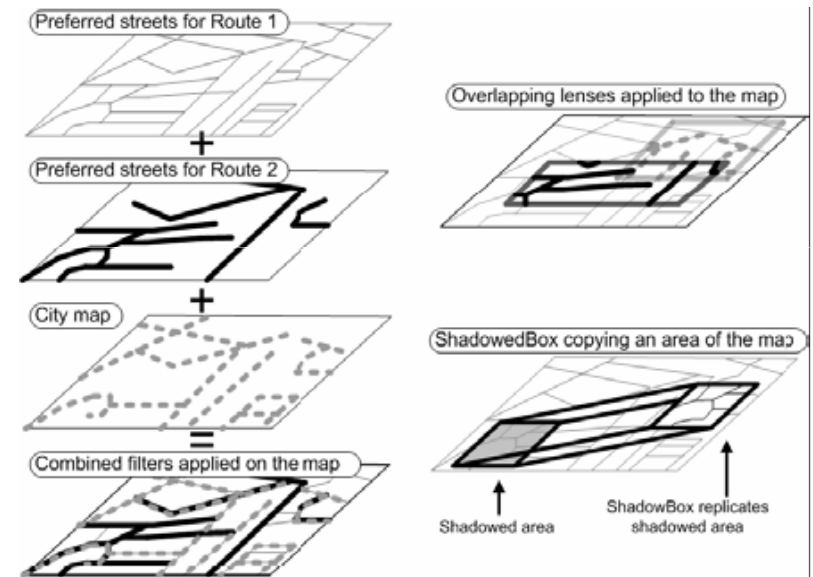 Preferred streets for Route 1
+
Preferred streets for Route 2
+
City map
=
Combined filters applied on the map
Overlapping lenses applied to the map
ShadowedBox copying an area of the map
Shadowed area
ShadowBox replicates
shadowed area